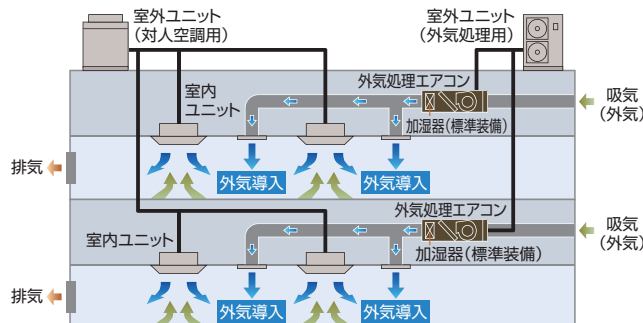 室外ユニット
（対人空調用）
室外ユニット
（外気処理用）
外気処理エアコン
室内
ユニット
加湿器（標準装備）
吸気
（外気）
排気
外気導入
外気導入
外気処理エアコン
室内ユニット
加湿器（標準装備）
吸気
（外気）
排気
外気導入
外気導入